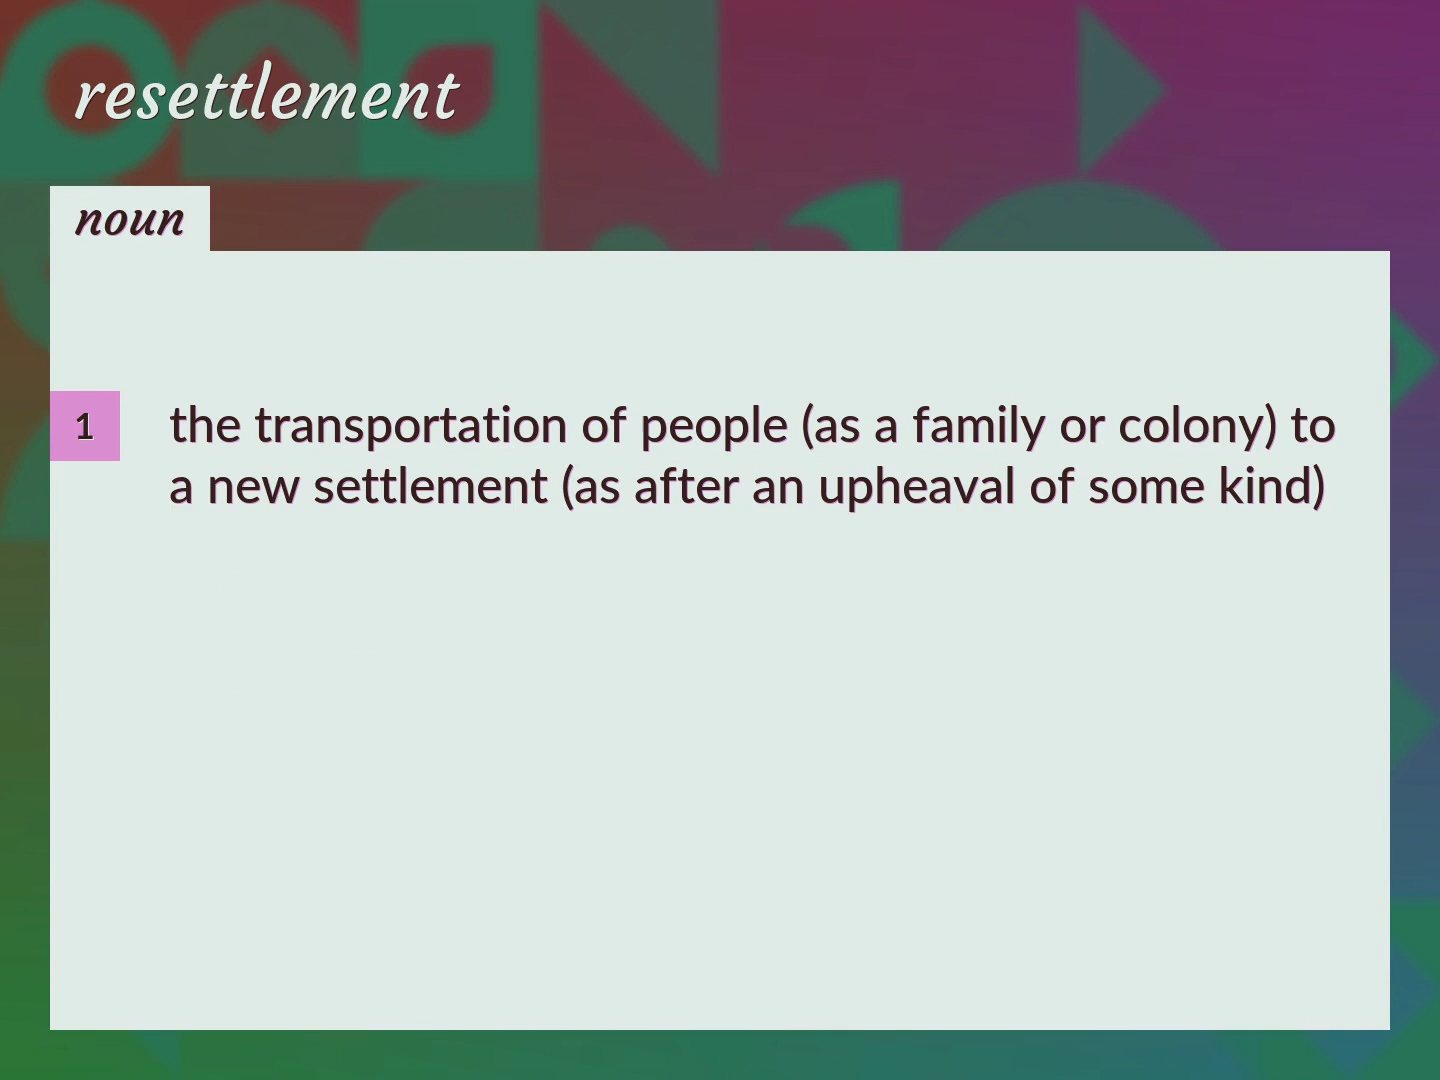 resettlement
noun
1
the transportation of people (as a family or colony) to
a new settlement (as after an upheaval of some kind)